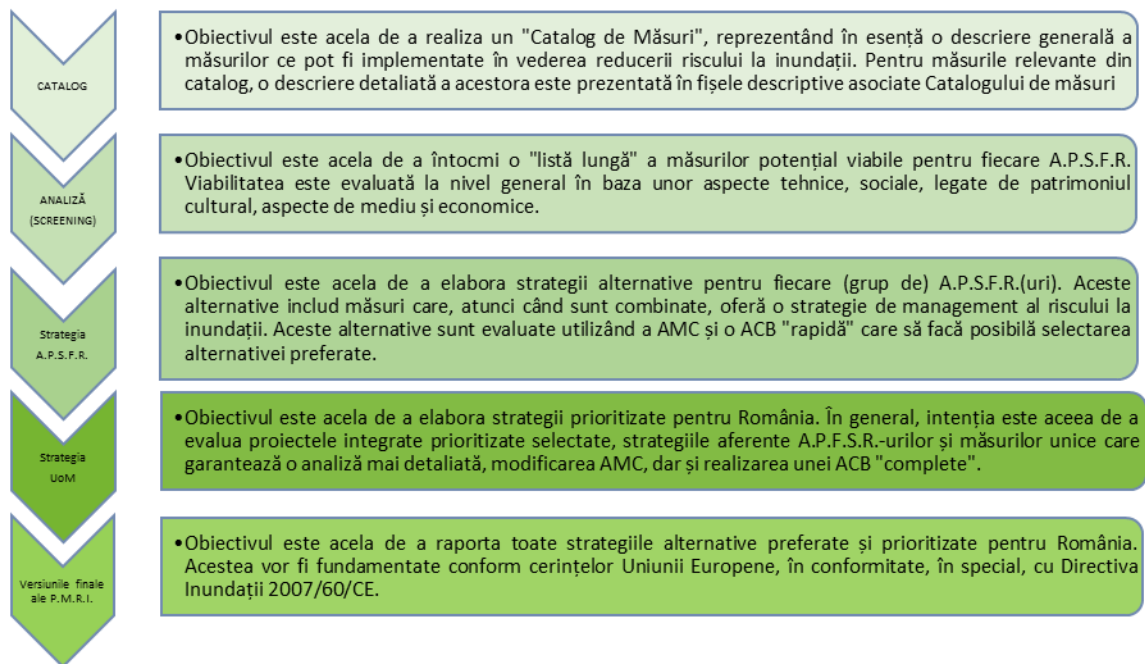 CATALOG
•Obiectivul este acela de a realiza un "Catalog de Măsuri", reprezentând în esență o descriere generală a
măsurilor ce pot fi implementate în vederea reducerii riscului la inundații. Pentru măsurile relevante din
catalog, o descriere detaliată a acestora este prezentată în fișele descriptive asociate Catalogului de măsuri
ANALIZĂ
(SCREENING)
•Obiectivul este acela de a întocmi o "listă lungă" a măsurilor potențial viabile pentru fiecare A.P.S.F.R.
Viabilitatea este evaluată la nivel general în baza unor aspecte tehnice, sociale, legate de patrimoniul
cultural, aspecte de mediu și economice.
Strategia
A.P.S.F.R.
•Obiectivul este acela de a elabora strategii alternative pentru fiecare (grup de) A.P.S.F.R.(uri). Aceste
alternative includ măsuri care, atunci când sunt combinate, oferă o strategie de management al riscului la
inundații. Aceste alternative sunt evaluate utilizând a AMC și o ACB "rapidă" care să facă posibilă selectarea
alternativei preferate.
Strategia
UoM
•Obiectivul este acela de a elabora strategii prioritizate pentru România. În general, intenția este aceea de a
evalua proiectele integrate prioritizate selectate, strategiile aferente A.P.F.S.R.-urilor și măsurilor unice care
garantează o analiză mai detaliată, modificarea AMC, dar și realizarea unei ACB "complete".
Versiunile finale
ale P.M.R.I.
•Obiectivul este acela de a raporta toate strategiile alternative preferate și prioritizate pentru România.
Acestea vor fi fundamentate conform cerințelor Uniunii Europene, în conformitate, în special, cu Directiva
Inundații 2007/60/CE.